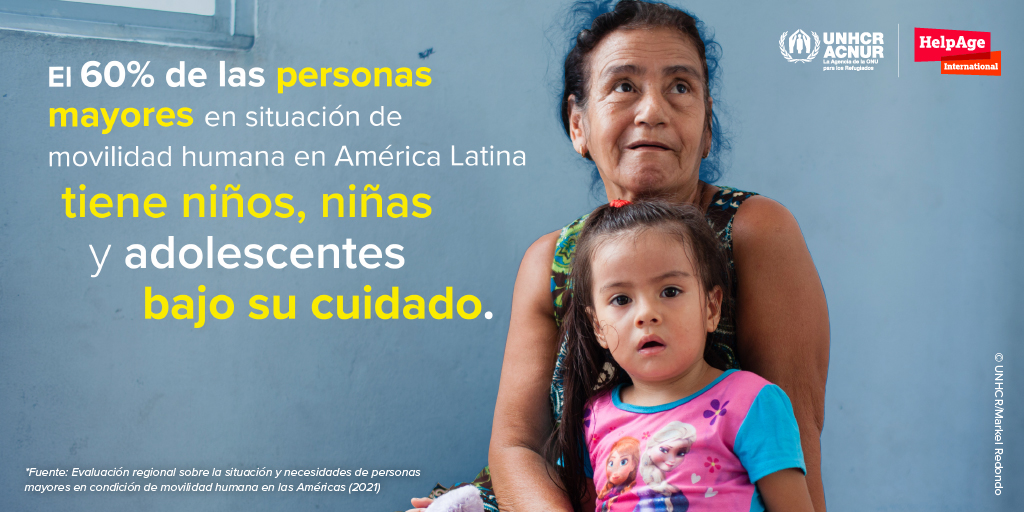 El 60% de las personas
mayores en situación de
movilidad humana en América Latina
tiene niños, niñas
y adolescentes
bajo su cuidado.
*Fuente: Evaluación regional sobre la situación y necesidades de personas
mayores en condición de movilidad humana en las Américas (2021)
UNHCR
ACNUR
La Agencia de la ONU
para los Refugiados
HelpAge
International
© UNHCR/Markel Redondo